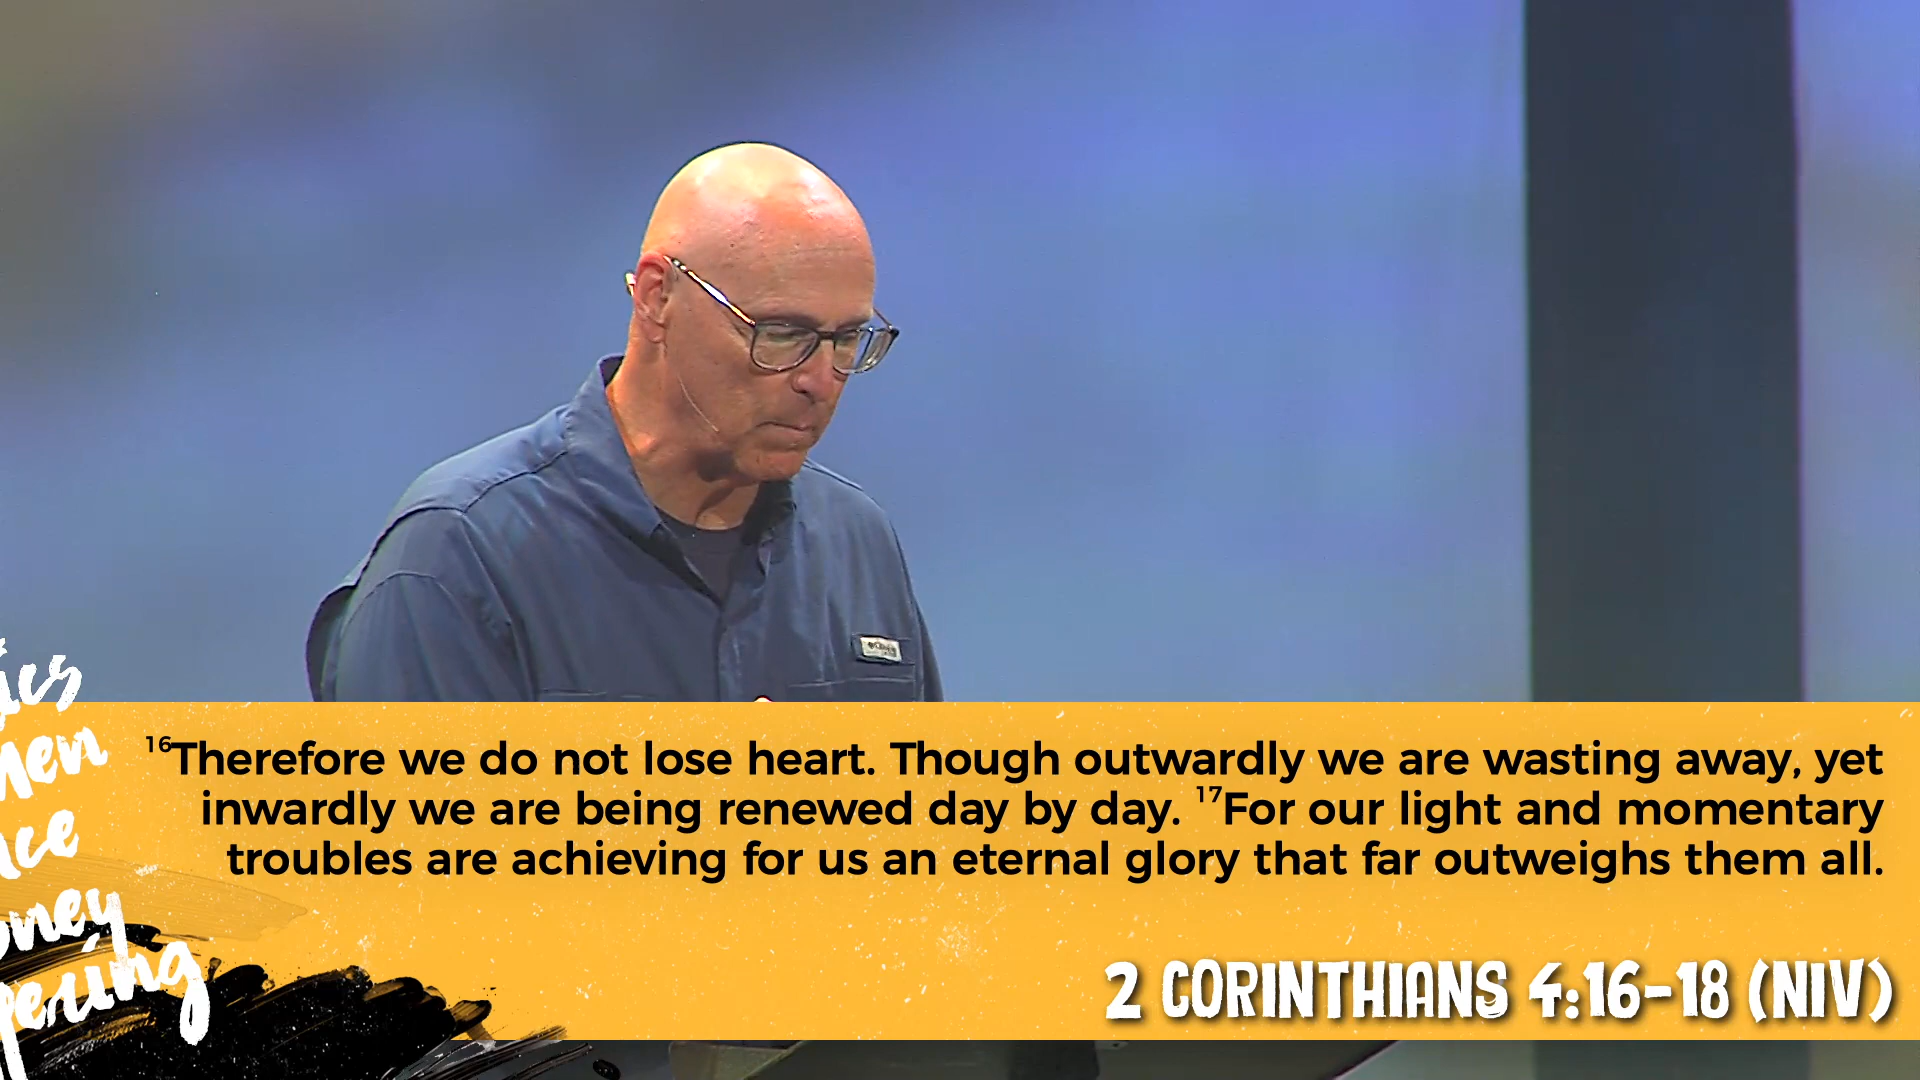 16Therefore we do not lose heart. Though outwardly we are wasting away, yet
inwardly we are being renewed day by day. 17For our light and momentary
troubles are achieving for us an eternal glory that far outweighs them all.
2 CORINTHIANS 4:16-18 (NIV)